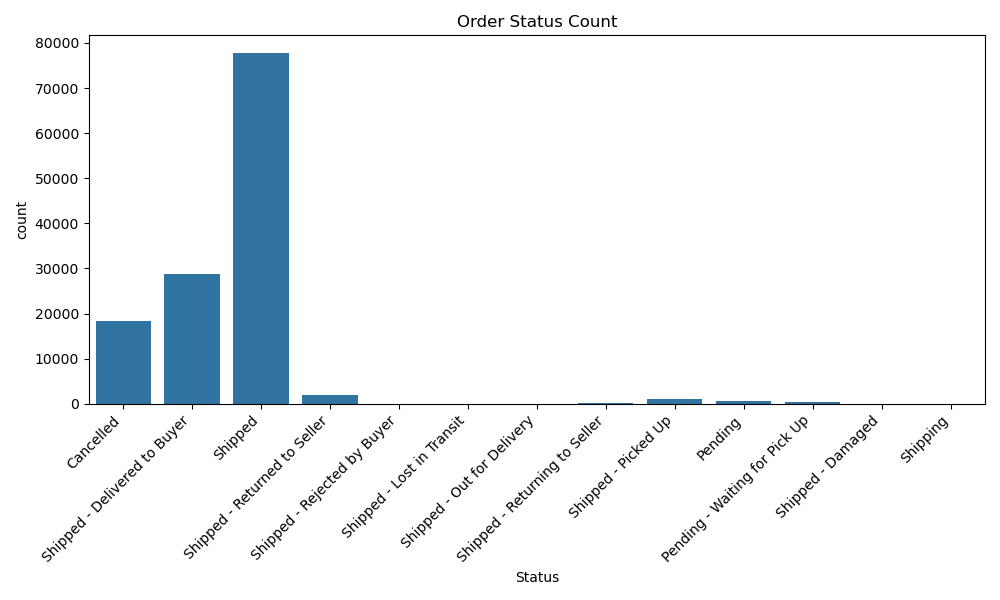 Order Status Count
80000
70000
60000
50000
40000
30000
20000
10000
0
count
Cancelled
Shipped - Delivered to Buyer
Shipped
Shipped - Returned to Seller
Shipped - Rejected by Buyer
Shipped - Lost in Transit
Shipped - Out for Delivery
Shipped - Returning to Seller
Shipped - Picked Up
Pending
Pending - Waiting for Pick Up
Shipped - Damaged
Shipping
Status